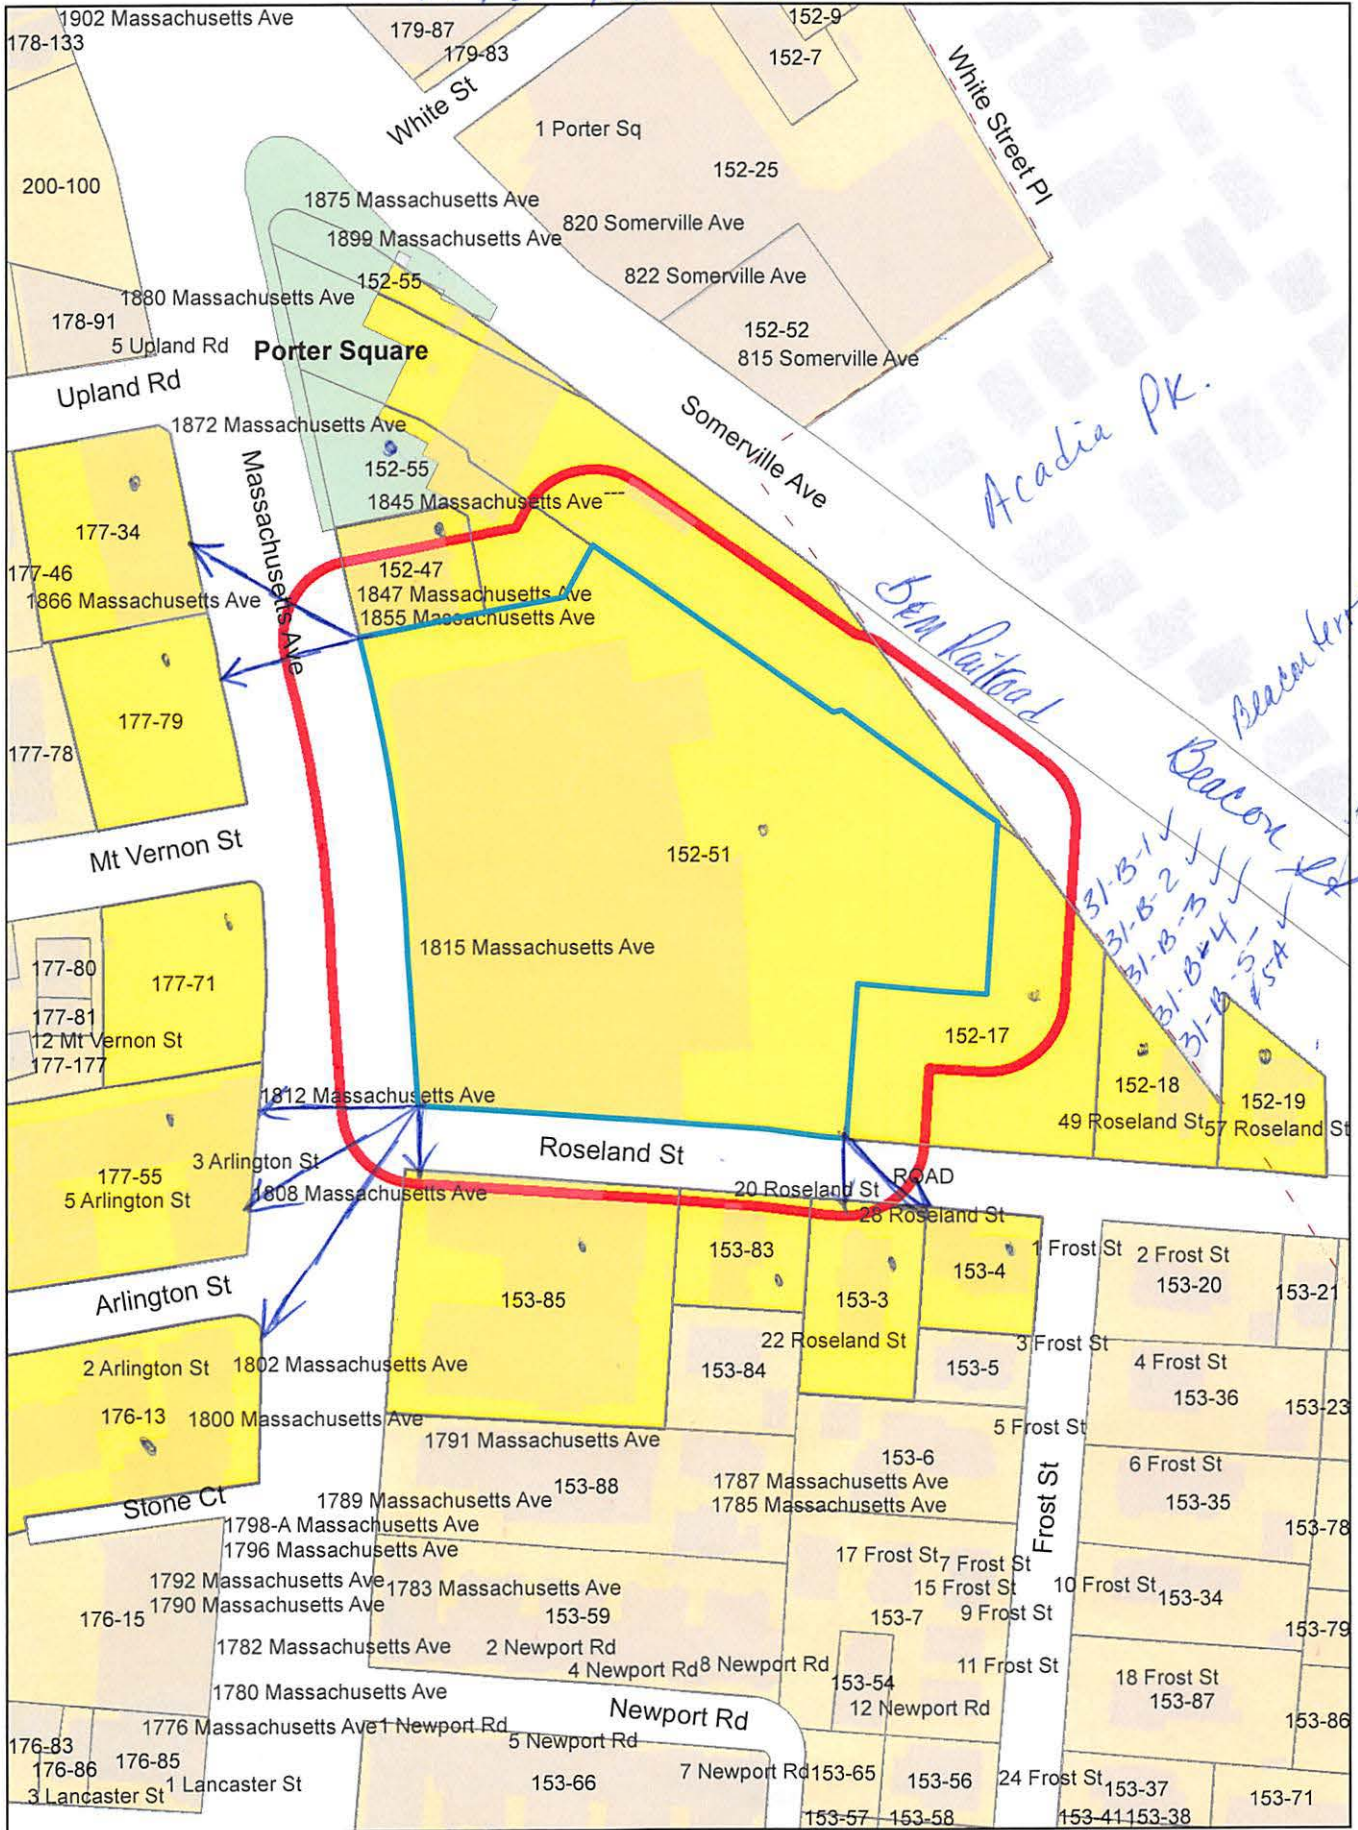 1902 Massachusetts Ave
178-133
179-87
179-83
152-9
152-7
White St
White Street Pl
1 Porter Sq
152-25
200-100
1875 Massachusetts Ave
820 Somerville Ave
1899 Massachusetts Ave
822 Somerville Ave
152-55
1880 Massachusetts Ave
178-91
5 Upland Rd
Porter Square
152-52
815 Somerville Ave
Upland Rd
Acadia Pk.
1872 Massachusetts Ave
Somerville Ave
Massachusetts Ave
152-55
1845 Massachusetts Ave
177-34
152-47
177-46
1866 Massachusetts Ave
1847 Massachusetts Ave
1855 Massachusetts Ave
B&M Railroad
Beacon Terr
177-79
177-78
Beacon
Mt Vernon St
152-51
31-B-1 ✓
31-B-2 ✓
31-B-3 ✓
31-B-4 ✓
31-B-5 ✓
& 5A
1815 Massachusetts Ave
177-80
177-71
177-81
12 Mt Vernon St
177-177
152-17
152-18
152-19
1812 Massachusetts Ave
49 Roseland St
57 Roseland St
Roseland St
3 Arlington St
177-55
5 Arlington St
1808 Massachusetts Ave
20 Roseland St
ROAD
28 Roseland St
153-83
1 Frost St
2 Frost St
153-4
153-20
153-21
Arlington St
153-85
153-3
22 Roseland St
3 Frost St
2 Arlington St
1802 Massachusetts Ave
153-84
153-5
4 Frost St
153-36
153-23
176-13
1800 Massachusetts Ave
5 Frost St
1791 Massachusetts Ave
153-6
6 Frost St
153-88
1787 Massachusetts Ave
153-35
Stone Ct
1789 Massachusetts Ave
1785 Massachusetts Ave
Frost St
1798-A Massachusetts Ave
153-78
1796 Massachusetts Ave
17 Frost St
7 Frost St
1792 Massachusetts Ave
1783 Massachusetts Ave
15 Frost St
10 Frost St
153-34
1790 Massachusetts Ave
176-15
153-59
153-7
9 Frost St
153-79
1782 Massachusetts Ave
2 Newport Rd
4 Newport Rd
8 Newport Rd
11 Frost St
18 Frost St
153-54
153-87
1780 Massachusetts Ave
Newport Rd
12 Newport Rd
153-86
1776 Massachusetts Ave
1 Newport Rd
5 Newport Rd
176-83
176-86
176-85
7 Newport Rd
153-65
153-56
24 Frost St
153-37
3 Lancaster St
1 Lancaster St
153-66
153-71
153-57
153-58
153-41
153-38